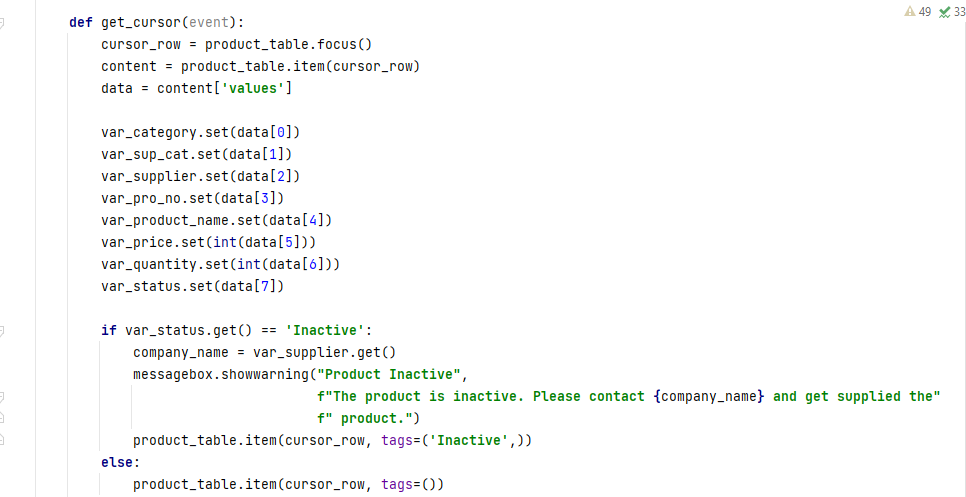 49 33
def get_cursor(event):
cursor_row = product_table.focus()
content = product_table.item(cursor_row)
data = content['values']
var_category.set(data[0])
var_sup_cat.set(data[1])
var_supplier.set(data[2])
var_pro_no.set(data[3])
var_product_name.set(data[4])
var_price.set(int(data[5]))
var_quantity.set(int(data[6]))
var_status.set(data[7])
if var_status.get() == 'Inactive':
company_name = var_supplier.get()
messagebox.showwarning("Product Inactive",
f"The product is inactive. Please contact {company_name} and get supplied the"
f" product.")
product_table.item(cursor_row, tags=('Inactive',))
else:
product_table.item(cursor_row, tags=())